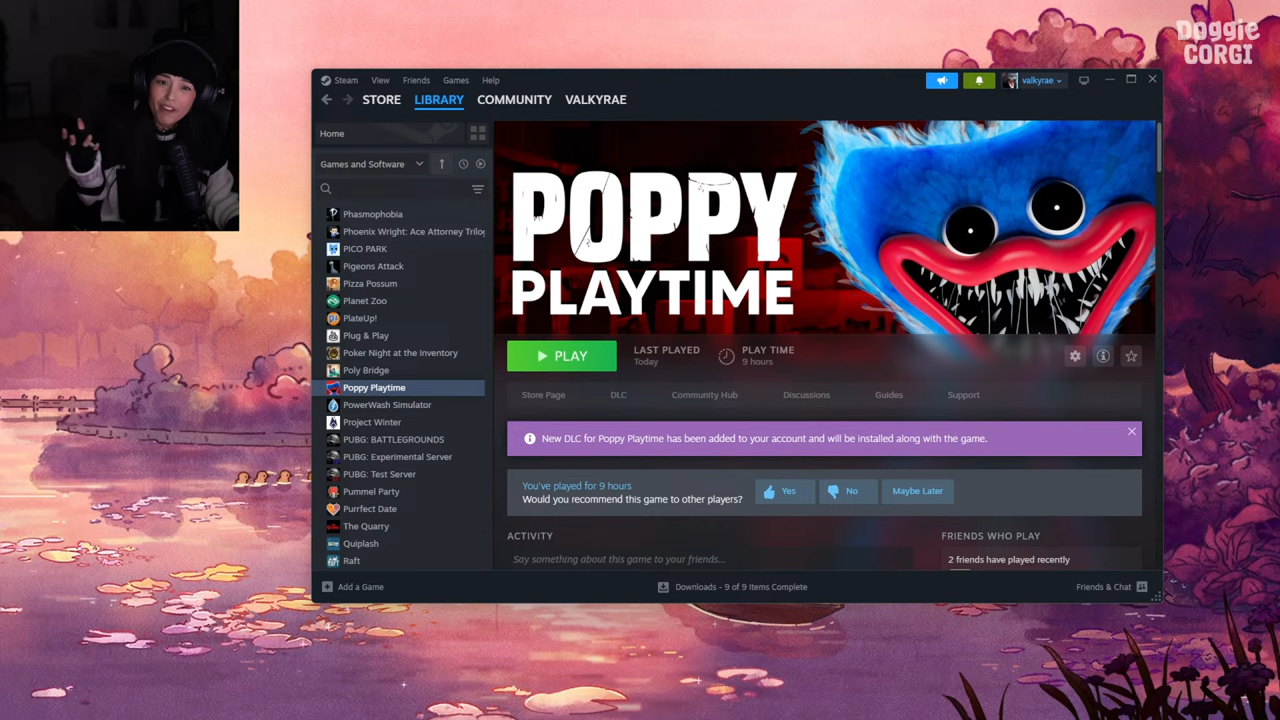 Doggie
CORGI
Steam View Friends Games Help
valkyrae
STORE LIBRARY COMMUNITY VALKYRAE
Home
Games and Software
Phasmophobia
Phoenix Wright: Ace Attorney Trilog
PICO PARK
Pigeons Attack
Pizza Possum
Planet Zoo
PlateUp!
Plug & Play
Poker Night at the Inventory
Poly Bridge
Poppy Playtime
PowerWash Simulator
Project Winter
PUBG: BATTLEGROUNDS
PUBG: Experimental Server
PUBG: Test Server
Pummel Party
Purrfect Date
The Quarry
Quiplash
Raft
POPPY
PLAYTIME
PLAY
LAST PLAYED
Today
PLAY TIME
9 hours
Store Page DLC Community Hub Discussions Guides Support
New DLC for Poppy Playtime has been added to your account and will be installed along with the game.
You've played for 9 hours
Would you recommend this game to other players?
Yes No Maybe Later
ACTIVITY
Say something about this game to your friends...
FRIENDS WHO PLAY
2 friends have played recently
Add a Game
Downloads - 9 of 9 Items Complete
Friends & Chat